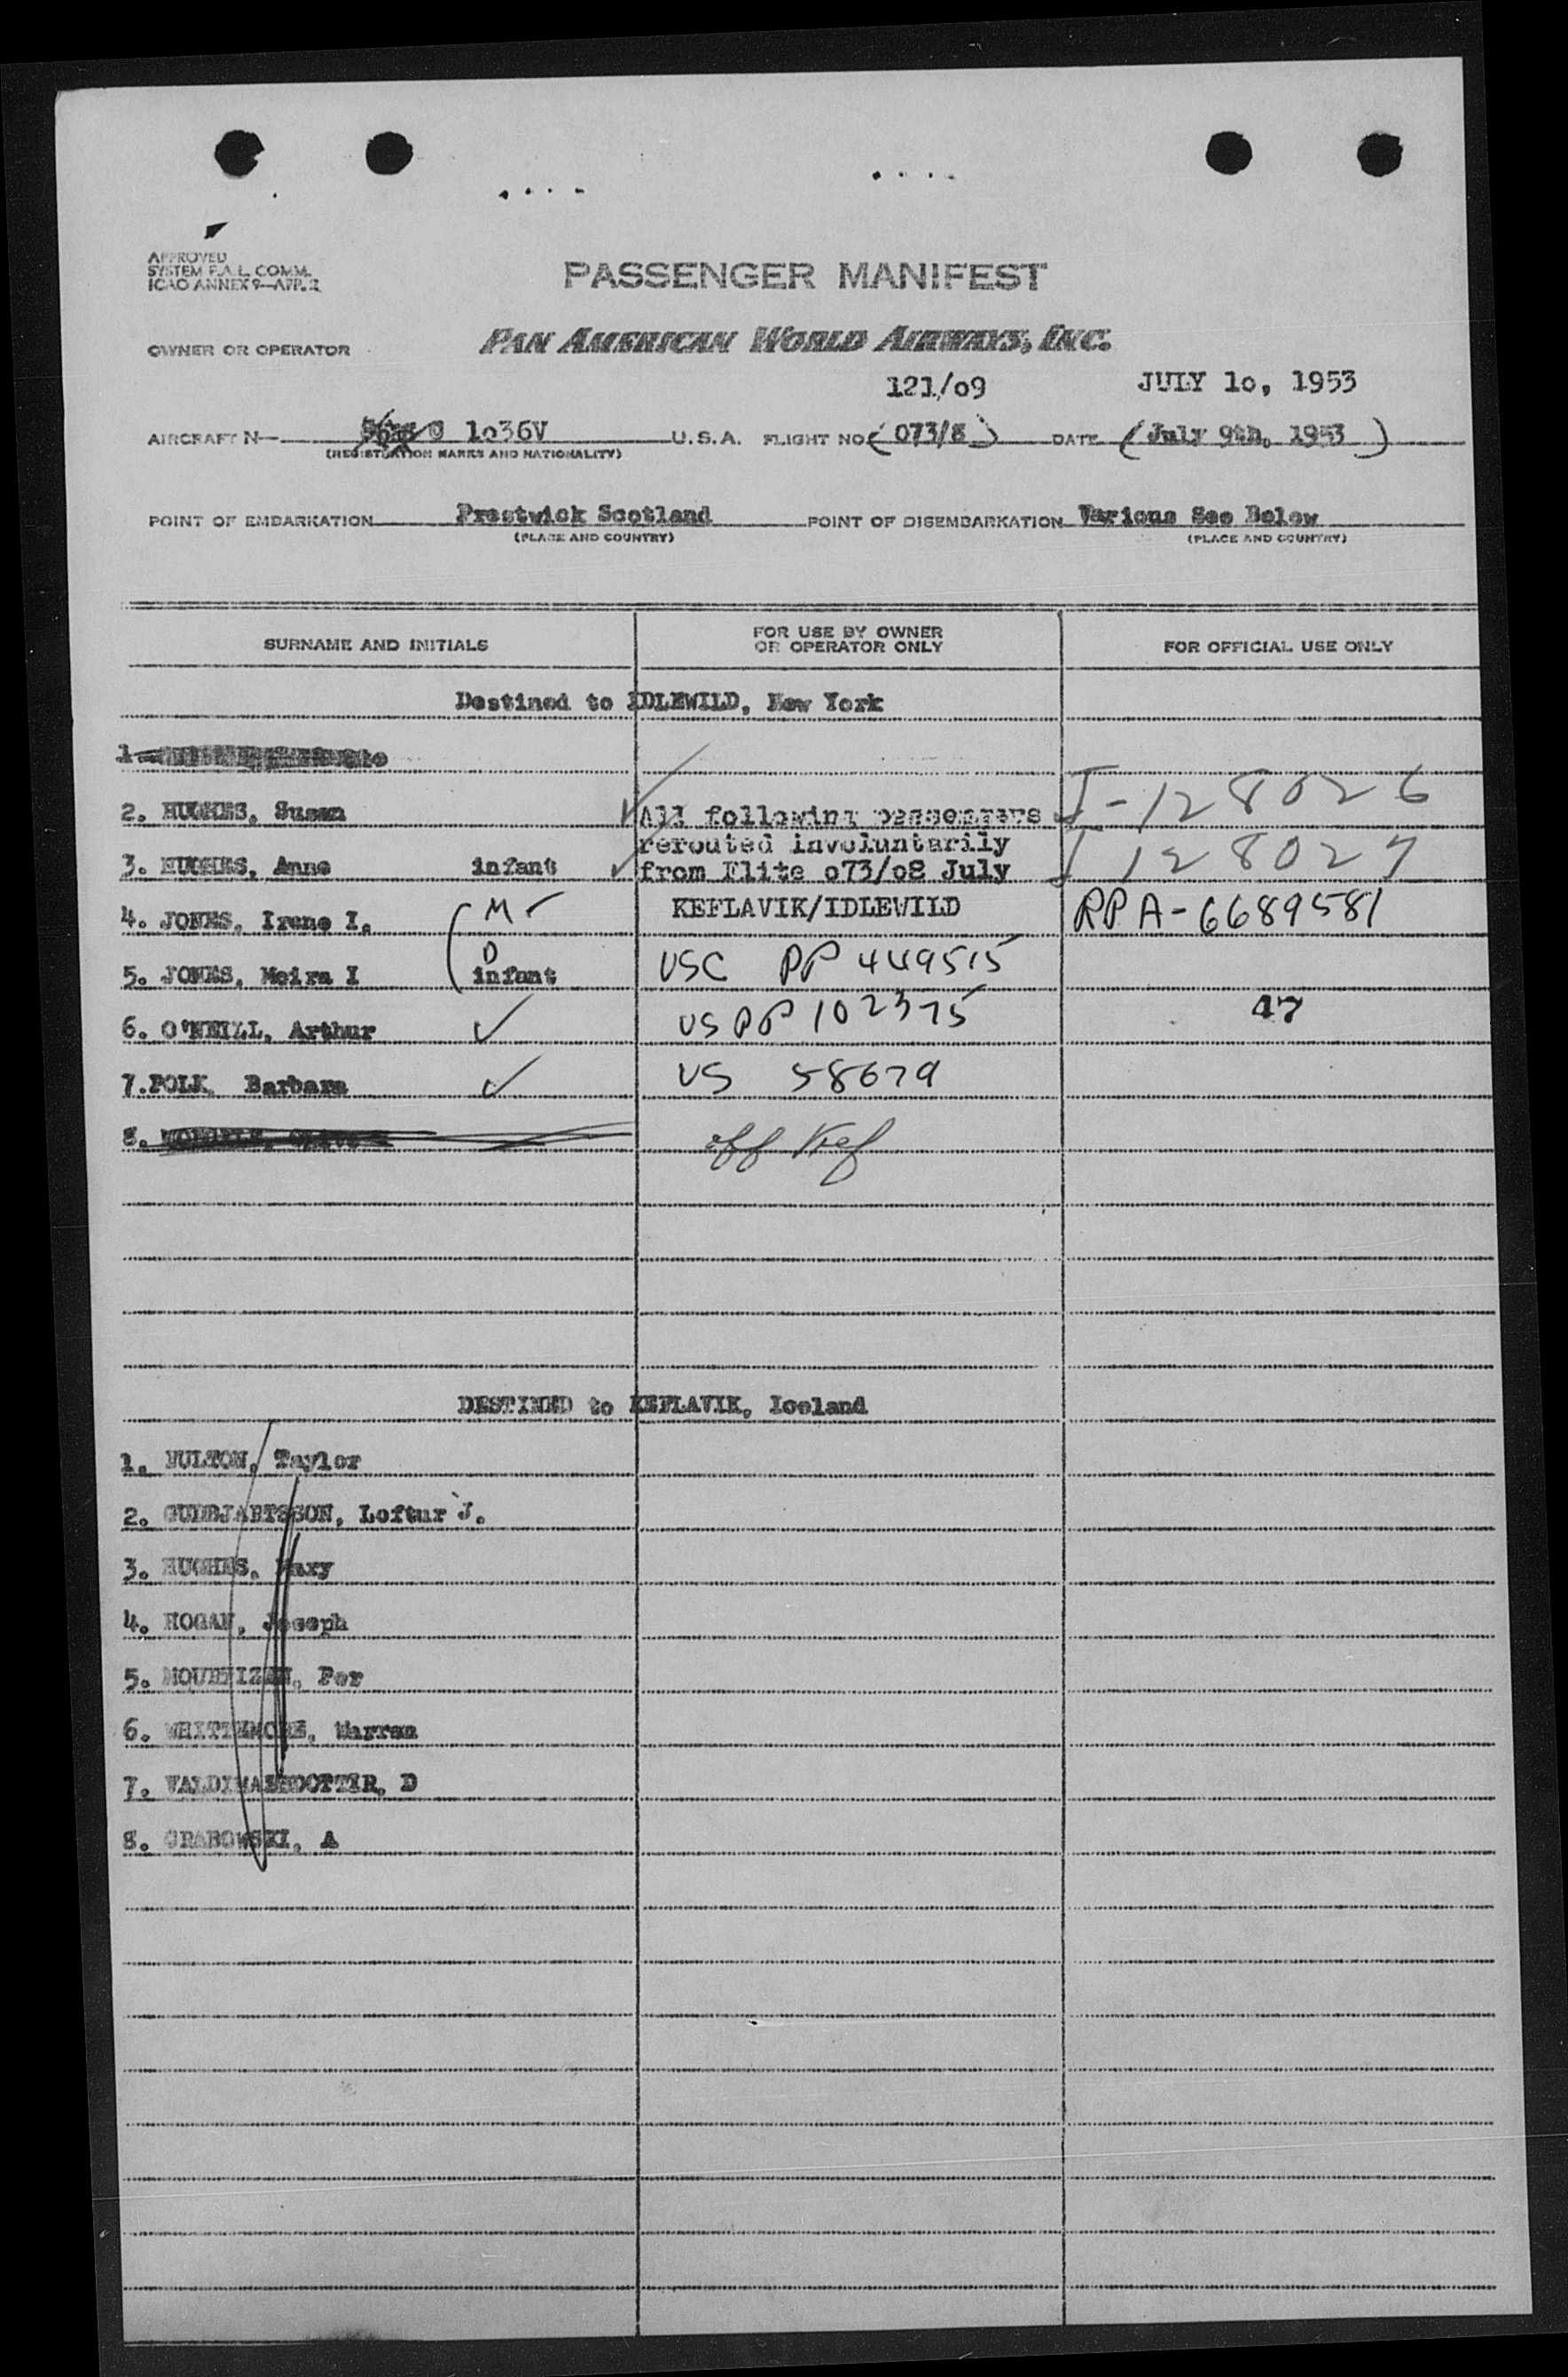 APPROVED
SYSTEM F.A.L. COMM.
ICAO ANNEX 9—APP. 2
PASSENGER MANIFEST
OWNER OR OPERATOR PAN AMERICAN WORLD AIRWAYS, INC.
121/o9 JULY 1o, 1953
AIRCRAFT N— 1o36V U.S.A. FLIGHT NO. (073/8) DATE (July 9th, 1953)
(REGISTRATION MARKS AND NATIONALITY)
POINT OF EMBARKATION Prestwick Scotland POINT OF DISEMBARKATION Various See Below
(PLACE AND COUNTRY) (PLACE AND COUNTRY)
SURNAME AND INITIALS FOR USE BY OWNER OR OPERATOR ONLY FOR OFFICIAL USE ONLY
Destined to IDLEWILD, New York
1.
2. HUGHES, Susan All following passengers I-128026
rerouted involuntarily
3. HUGHES, Anne infant from Flite o73/o8 July I 128027
4. JONES, Irene I. M KEFLAVIK/IDLEWILD RP A-6689581
5. JONES, Moira I D infant USC PP 449515
6. O'NEILL, Arthur US PP 102375 47
7. POLK, Barbara US 58679
8. off Kef
DESTINED to KEFLAVIK, Iceland
1. Taylor
2. GUDBJARTSSON, Loftur J.
3. HUGHES, Mary
4. HOGAN, Joseph
5. Per
6. WHITTEMORE, Warren
7. VALDIMARSDOTTER, D
8. GRABOWSKI, A